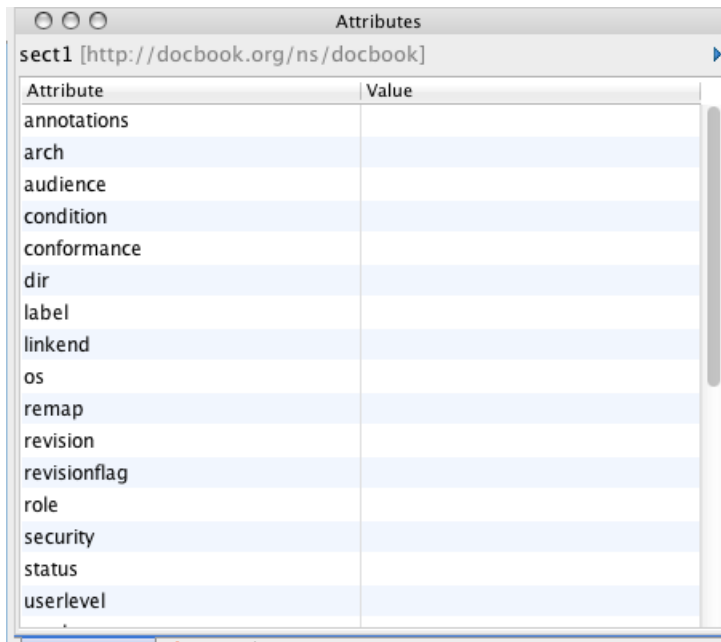 Attributes
sect1 [http://docbook.org/ns/docbook]
Attribute Value
annotations
arch
audience
condition
conformance
dir
label
linkend
os
remap
revision
revisionflag
role
security
status
userlevel